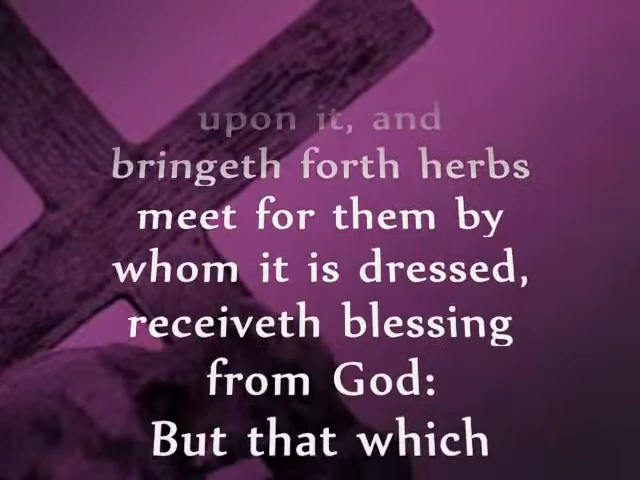 upon it, and
bringeth forth herbs
meet for them by
whom it is dressed,
receiveth blessing
from God:
But that which